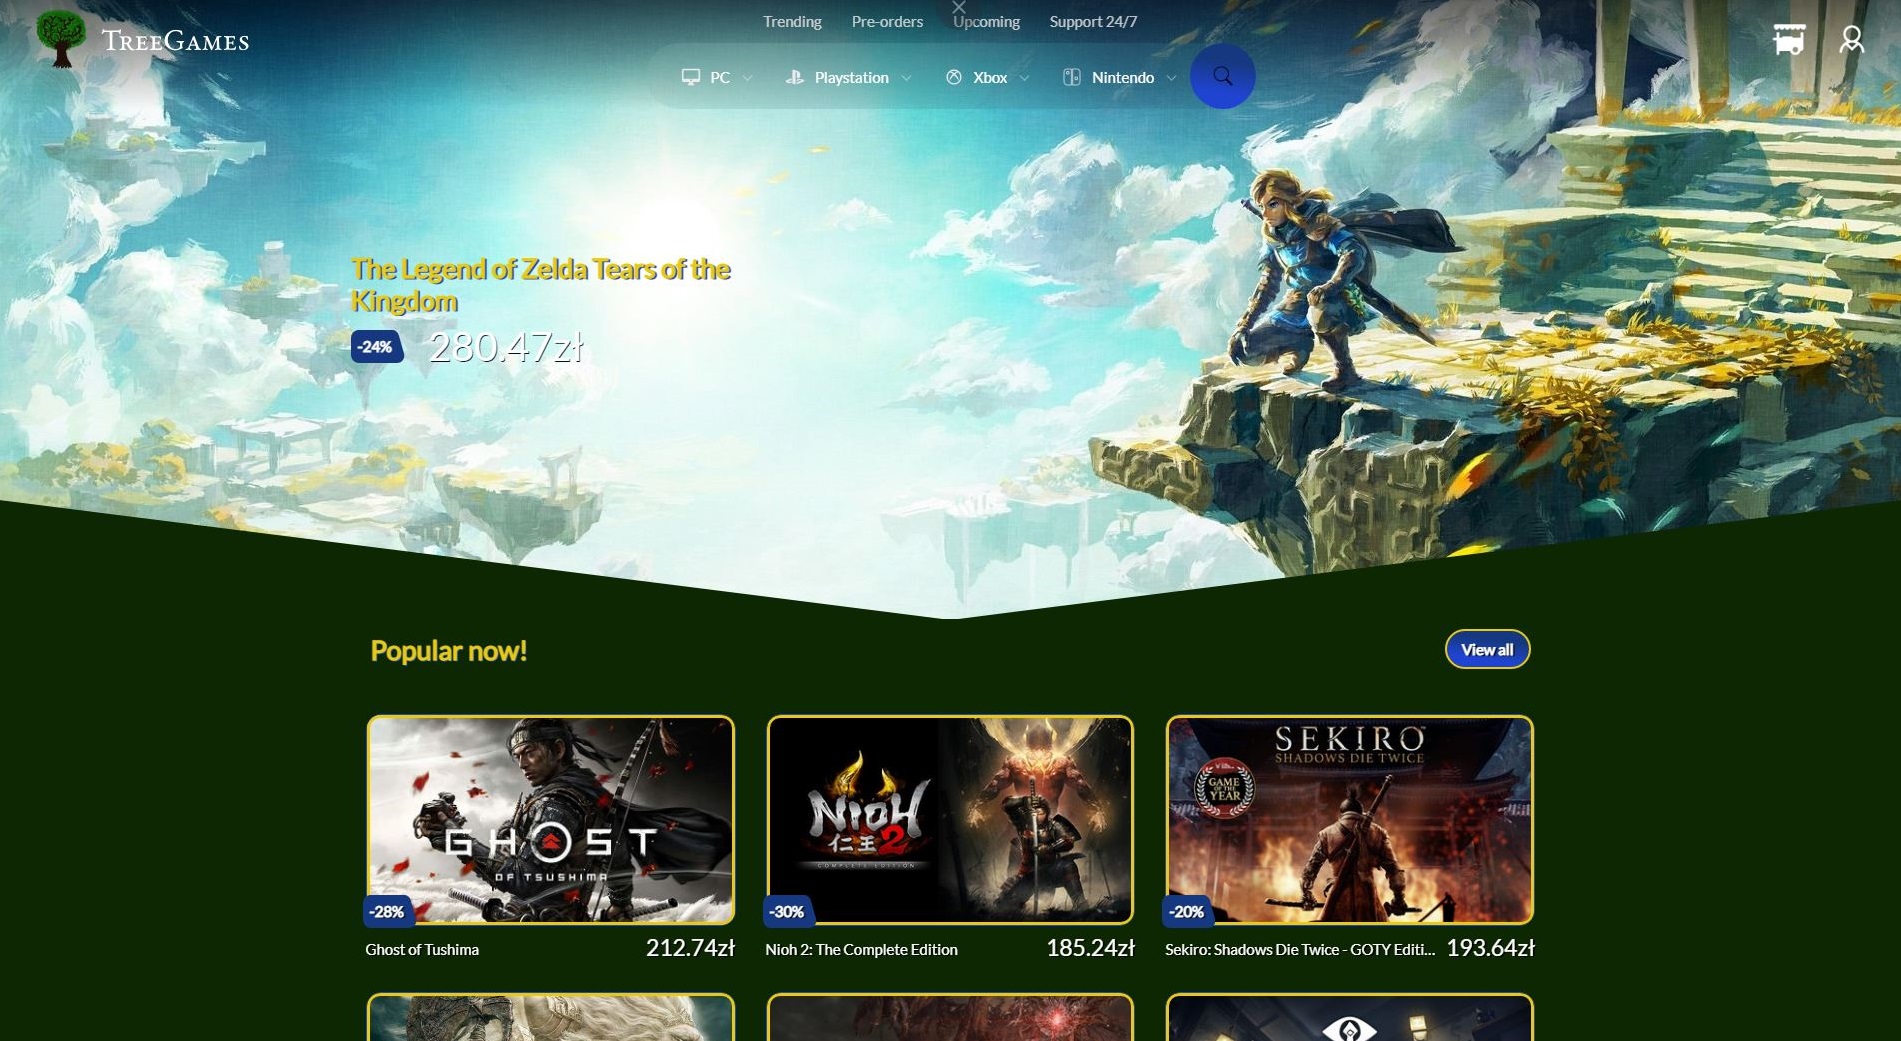 TreeGames
Trending Pre-orders Upcoming Support 24/7
PC Playstation Xbox Nintendo
The Legend of Zelda Tears of the
Kingdom
-24% 280.47zł
Popular now!
View all
GHOST
OF TSUSHIMA
-28%
Ghost of Tushima 212.74zł
NIOH
仁王2
COMPLETE EDITION
-30%
Nioh 2: The Complete Edition 185.24zł
SEKIRO
SHADOWS DIE TWICE
GAME
OF THE
YEAR
-20%
Sekiro: Shadows Die Twice - GOTY Editi... 193.64zł